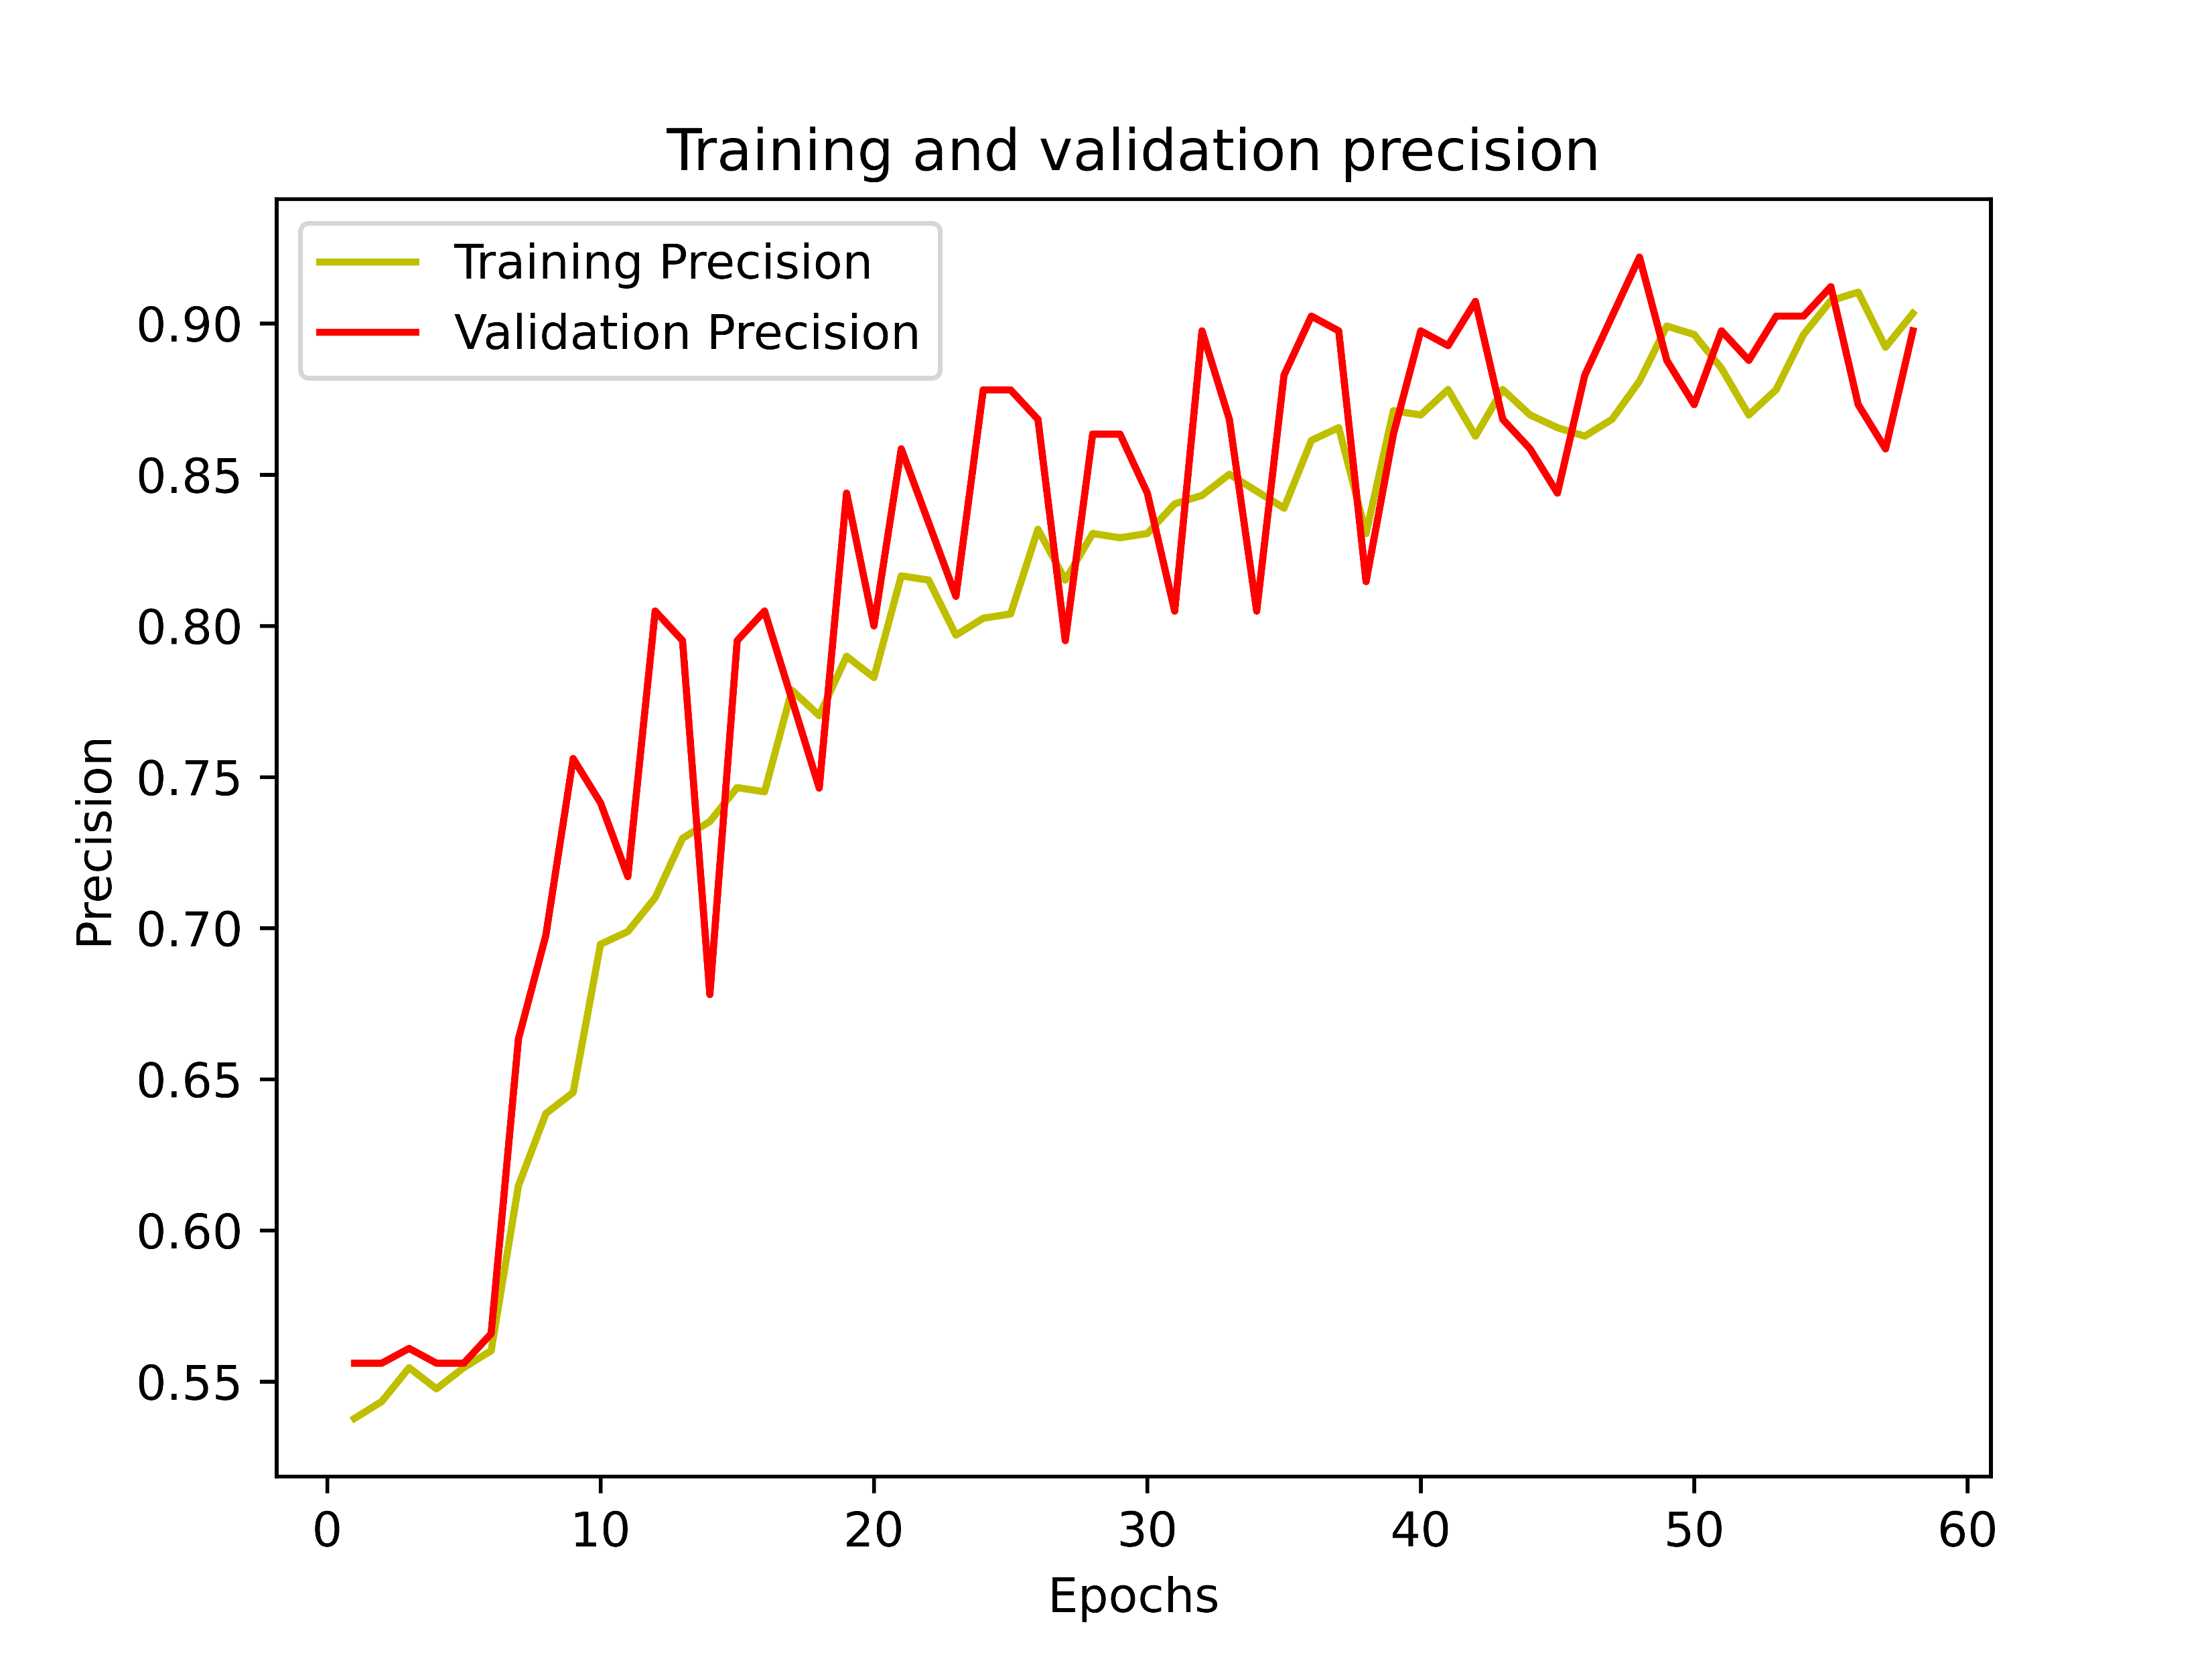 Training and validation precision
Training Precision
Validation Precision
0.90
0.85
0.80
0.75
0.70
0.65
0.60
0.55
Precision
0 10 20 30 40 50 60
Epochs